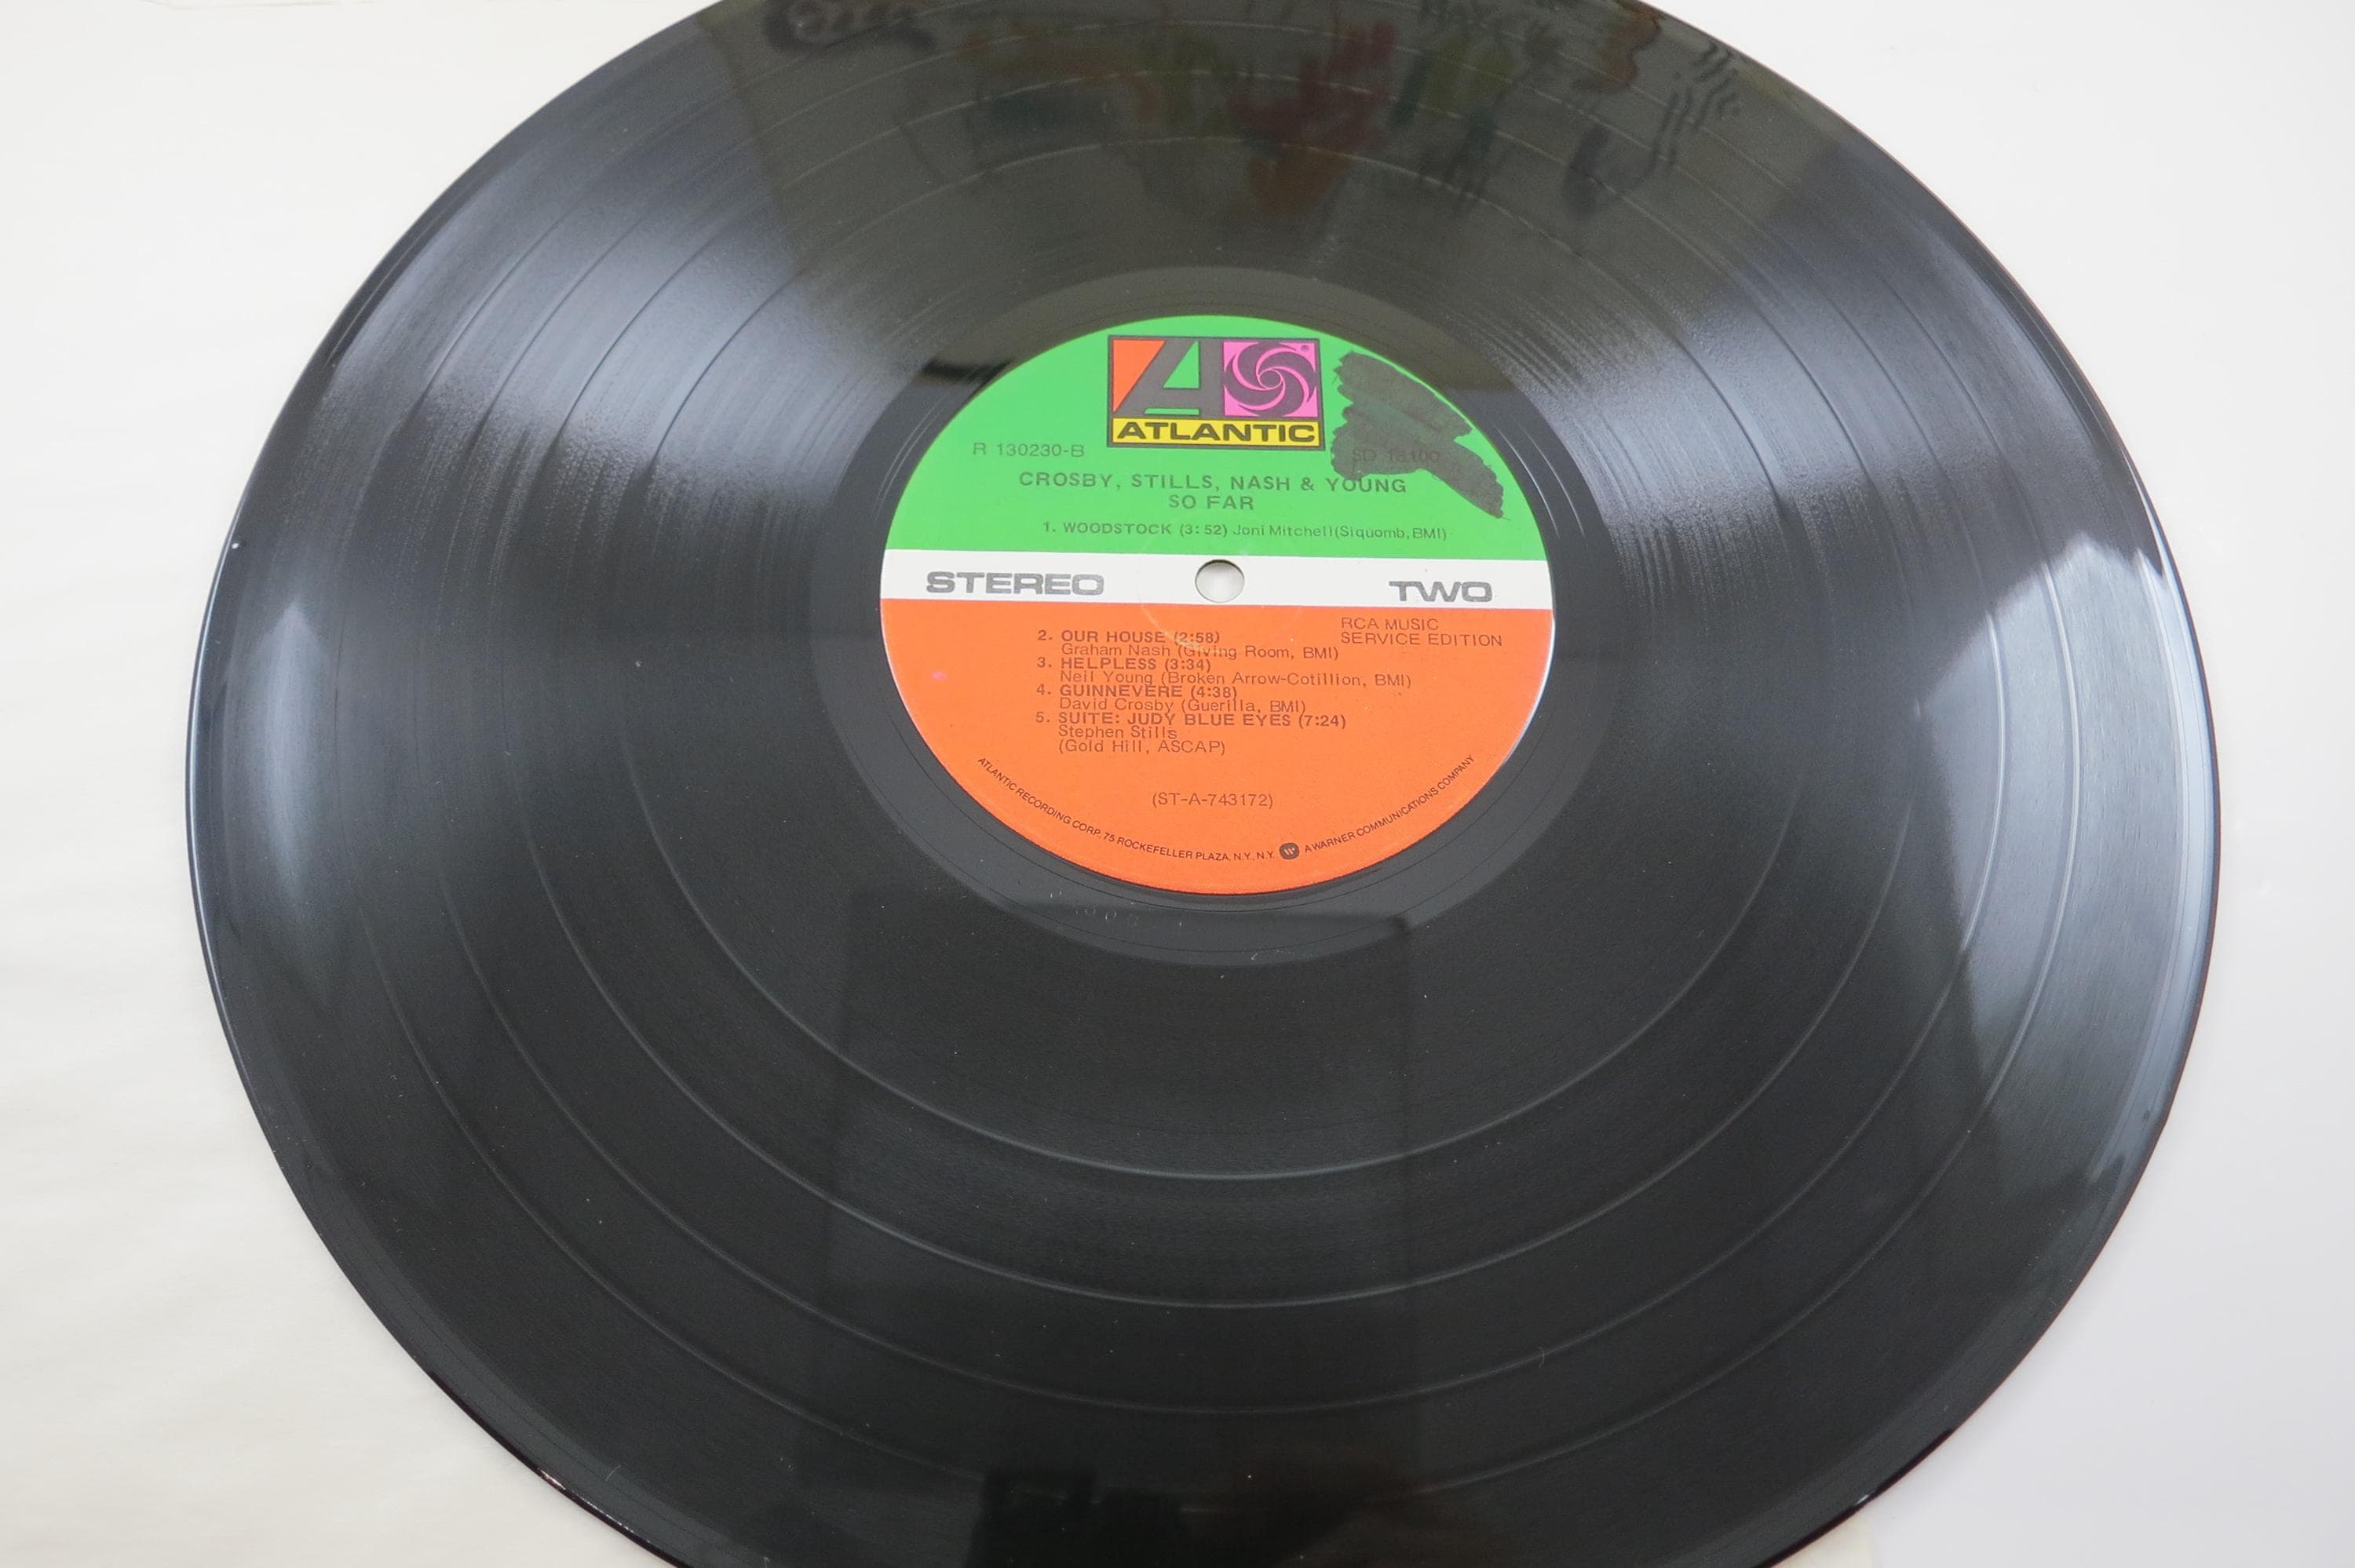 ATLANTIC
R 130230-B
SD 18100
CROSBY, STILLS, NASH & YOUNG
SO FAR
1. WOODSTOCK (3:52) Joni Mitchell(Siquomb,BMI)
STEREO TWO
RCA MUSIC
SERVICE EDITION
2. OUR HOUSE (2:58)
Graham Nash (Giving Room, BMI)
3. HELPLESS (3:34)
Neil Young (Broken Arrow-Cotillion, BMI)
4. GUINNEVERE (4:38)
David Crosby (Guerilla, BMI)
5. SUITE: JUDY BLUE EYES (7:24)
Stephen Stills
(Gold Hill, ASCAP)
(ST-A-743172)
ATLANTIC RECORDING CORP. 75 ROCKEFELLER PLAZA, N.Y., N.Y. A WARNER COMMUNICATIONS COMPANY